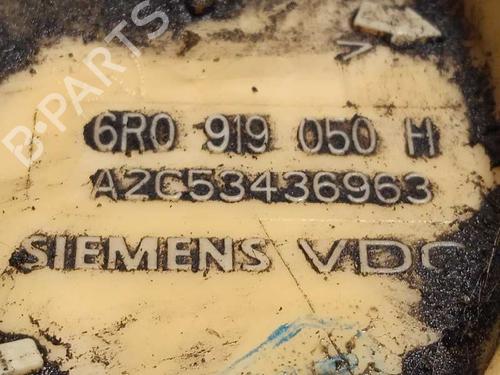 B-PARTS
6R0 919 050 H
A2C53436963
SIEMENS VDO